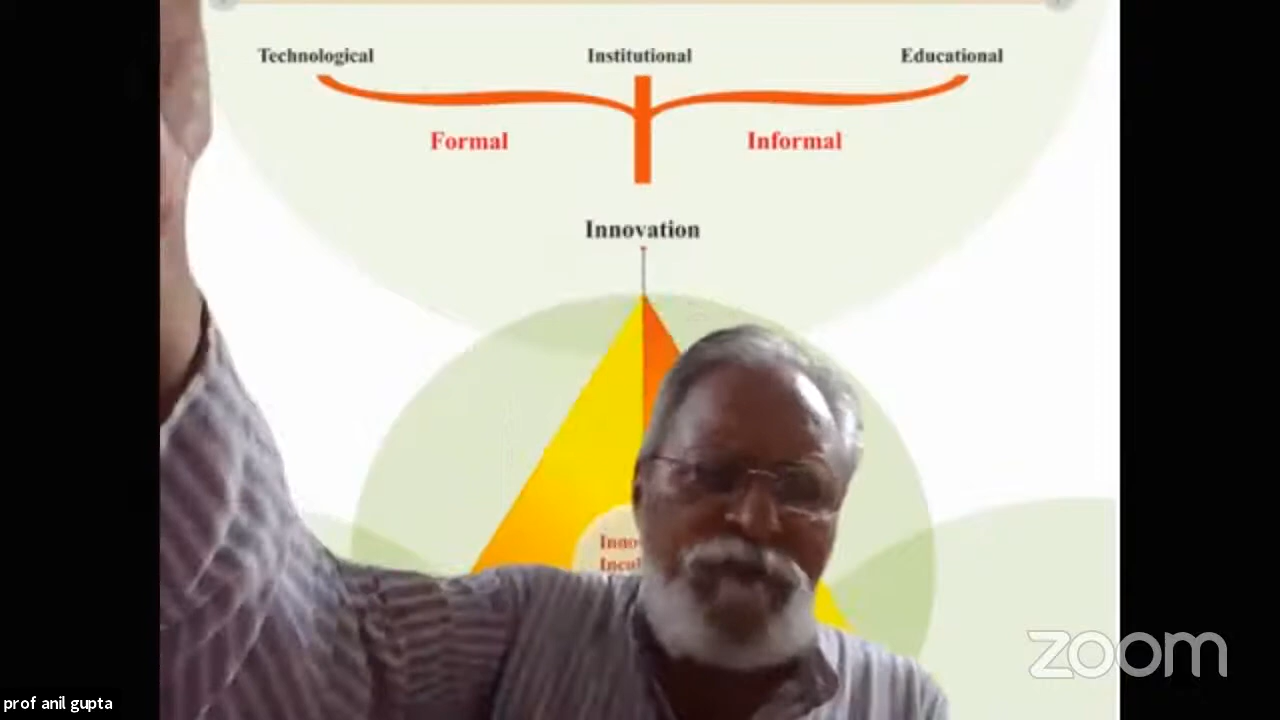 Technological Institutional Educational
Formal Informal
Innovation
zoom
prof anil gupta